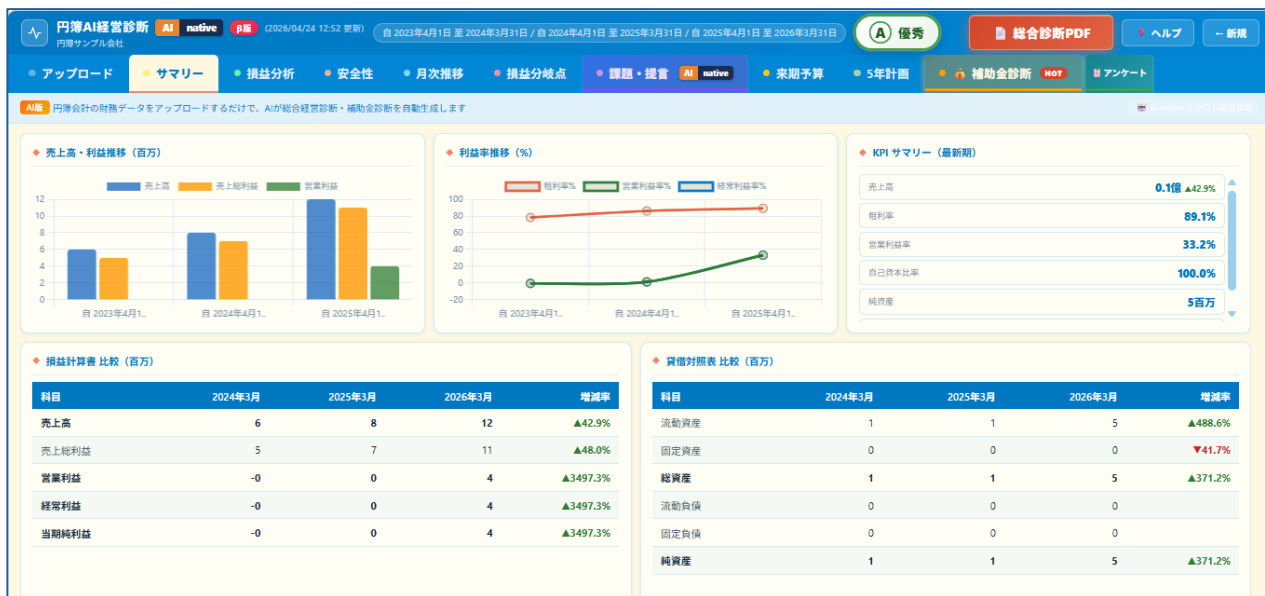 円簿AI経営診断 AI native β版 (2026/04/24 12:52 更新)
円簿サンプル会社
自 2023年4月1日 至 2024年3月31日 / 自 2024年4月1日 至 2025年3月31日 / 自 2025年4月1日 至 2026年3月31日
A 優秀
総合診断PDF
ヘルプ
←新規
アップロード サマリー 損益分析 安全性 月次推移 損益分岐点 課題・提言 AI native 来期予算 5年計画 補助金診断 HOT アンケート
AI版 円簿会計の財務データをアップロードするだけで、AIが総合経営診断・補助金診断を自動生成します
売上高・利益推移（百万）
売上高 売上総利益 営業利益
12
10
8
6
4
2
0
自 2023年4月1… 自 2024年4月1… 自 2025年4月1…
利益率推移（%）
粗利率% 営業利益率% 経常利益率%
100
80
60
40
20
0
-20
自 2023年4月1… 自 2024年4月1… 自 2025年4月1…
KPI サマリー（最新期）
売上高 0.1億 ▲42.9%
粗利率 89.1%
営業利益率 33.2%
自己資本比率 100.0%
純資産 5百万
損益計算書 比較（百万）
科目 2024年3月 2025年3月 2026年3月 増減率
売上高 6 8 12 ▲42.9%
売上総利益 5 7 11 ▲48.0%
営業利益 -0 0 4 ▲3497.3%
経常利益 -0 0 4 ▲3497.3%
当期純利益 -0 0 4 ▲3497.3%
貸借対照表 比較（百万）
科目 2024年3月 2025年3月 2026年3月 増減率
流動資産 1 1 5 ▲488.6%
固定資産 0 0 0 ▼41.7%
総資産 1 1 5 ▲371.2%
流動負債 0 0 0
固定負債 0 0 0
純資産 1 1 5 ▲371.2%